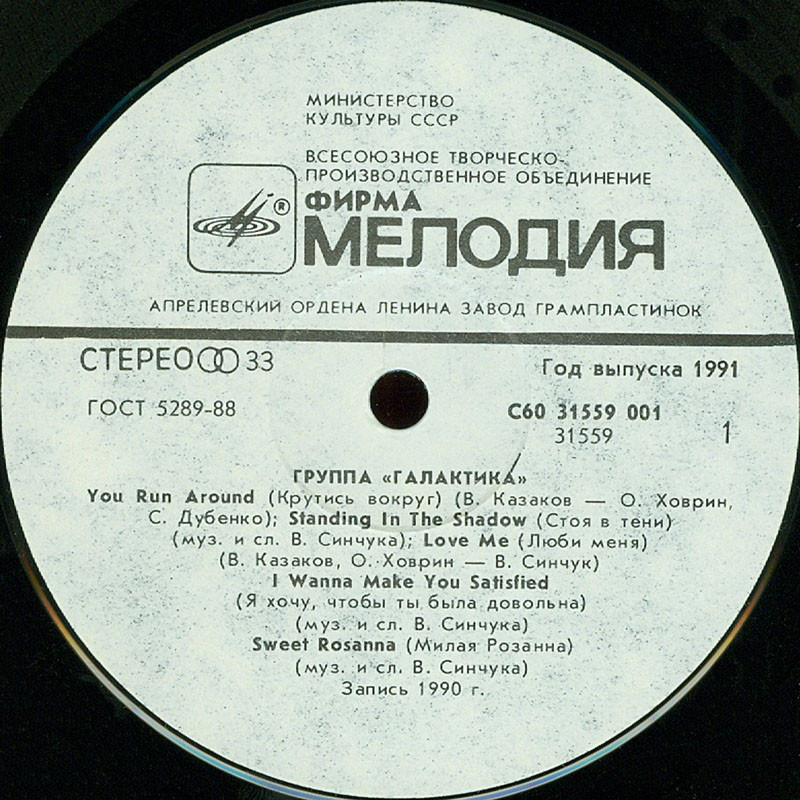 МИНИСТЕРСТВО
КУЛЬТУРЫ СССР
ВСЕСОЮЗНОЕ ТВОРЧЕСКО-
ПРОИЗВОДСТВЕННОЕ ОБЪЕДИНЕНИЕ
ФИРМА
®
МЕЛОДИЯ
АПРЕЛЕВСКИЙ ОРДЕНА ЛЕНИНА ЗАВОД ГРАМПЛАСТИНОК
СТЕРЕО 33
Год выпуска 1991
ГОСТ 5289-88
С60 31559 001
31559
1
ГРУППА «ГАЛАКТИКА»
You Run Around (Крутись вокруг) (В. Казаков — О. Ховрин,
С. Дубенко); Standing In The Shadow (Стоя в тени)
(муз. и сл. В. Синчука); Love Me (Люби меня)
(В. Казаков, О. Ховрин — В. Синчук)
I Wanna Make You Satisfied
(Я хочу, чтобы ты была довольна)
(муз. и сл. В. Синчука)
Sweet Rosanna (Милая Розанна)
(муз. и сл. В. Синчука)
Запись 1990 г.